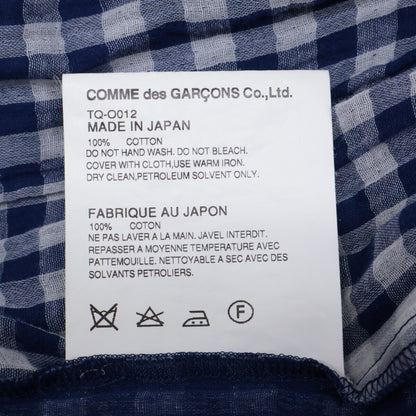 COMME des GARÇONS Co.,Ltd.
TQ-O012
MADE IN JAPAN
100% COTTON
DO NOT HAND WASH. DO NOT BLEACH.
COVER WITH CLOTH,USE WARM IRON.
DRY CLEAN,PETROLEUM SOLVENT ONLY.
FABRIQUE AU JAPON
100% COTTON
NE PAS LAVER A LA MAIN. JAVEL INTERDIT.
REPASSER A MOYENNE TEMPERATURE AVEC
PATTEMOUILLE. NETTOYABLE A SEC AVEC DES
SOLVANTS PETROLIERS.
F